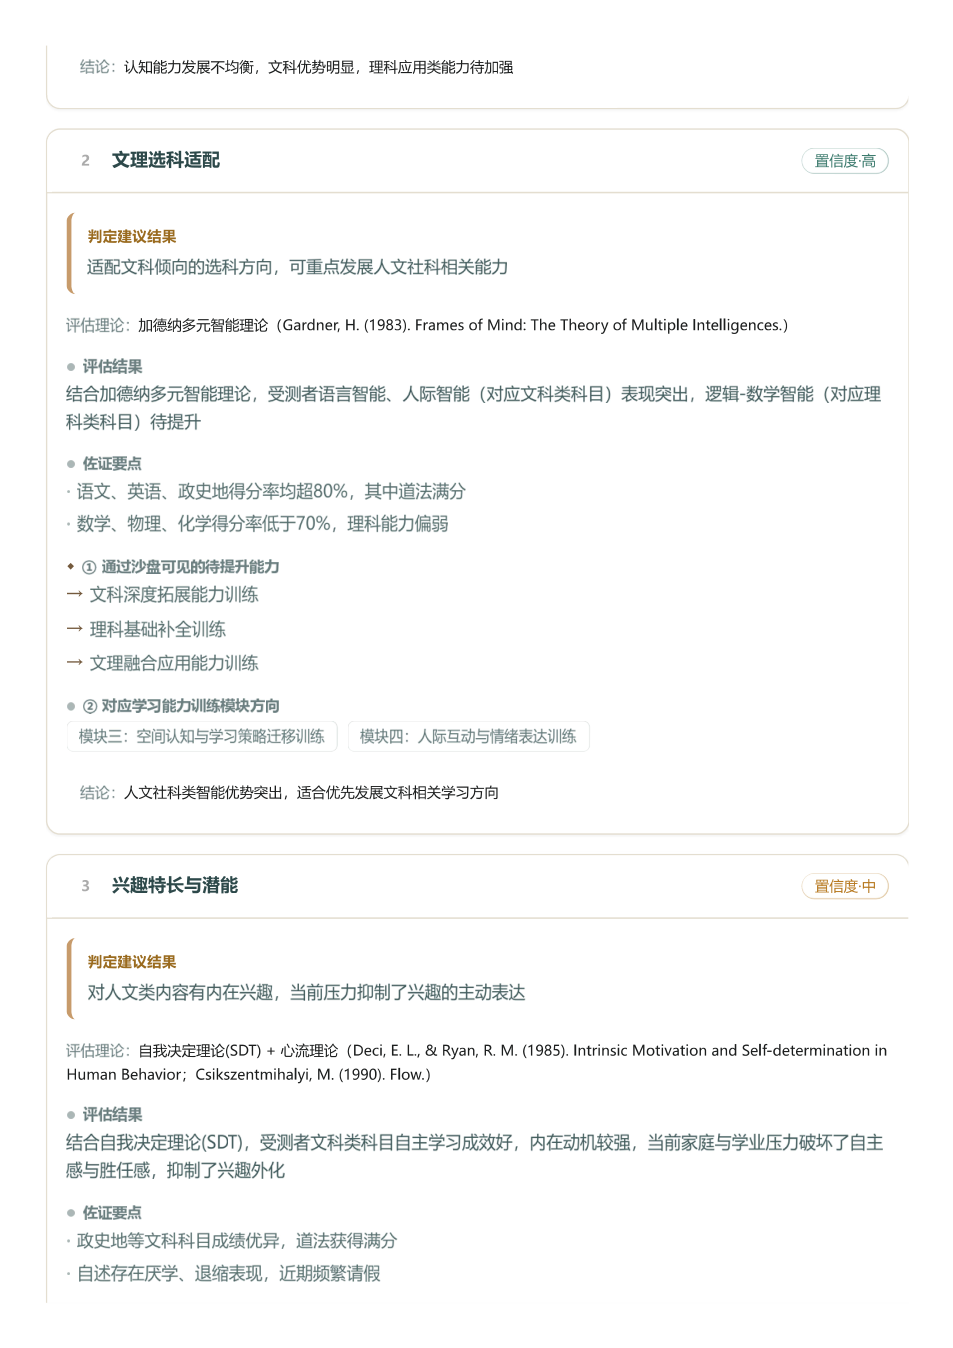 结论：认知能力发展不均衡，文科优势明显，理科应用类能力待加强
2 文理选科适配 置信度·高
判定建议结果
适配文科倾向的选科方向，可重点发展人文社科相关能力
评估理论：加德纳多元智能理论（Gardner, H. (1983). Frames of Mind: The Theory of Multiple Intelligences.）
评估结果
结合加德纳多元智能理论，受测者语言智能、人际智能（对应文科类科目）表现突出，逻辑-数学智能（对应理
科类科目）待提升
佐证要点
· 语文、英语、政史地得分率均超80%，其中道法满分
· 数学、物理、化学得分率低于70%，理科能力偏弱
◆ ① 通过沙盘可见的待提升能力
→ 文科深度拓展能力训练
→ 理科基础补全训练
→ 文理融合应用能力训练
② 对应学习能力训练模块方向
模块三：空间认知与学习策略迁移训练 模块四：人际互动与情绪表达训练
结论：人文社科类智能优势突出，适合优先发展文科相关学习方向
3 兴趣特长与潜能 置信度·中
判定建议结果
对人文类内容有内在兴趣，当前压力抑制了兴趣的主动表达
评估理论：自我决定理论(SDT) + 心流理论（Deci, E. L., & Ryan, R. M. (1985). Intrinsic Motivation and Self-determination in
Human Behavior；Csikszentmihalyi, M. (1990). Flow.）
评估结果
结合自我决定理论(SDT)，受测者文科类科目自主学习成效好，内在动机较强，当前家庭与学业压力破坏了自主
感与胜任感，抑制了兴趣外化
佐证要点
· 政史地等文科科目成绩优异，道法获得满分
· 自述存在厌学、退缩表现，近期频繁请假